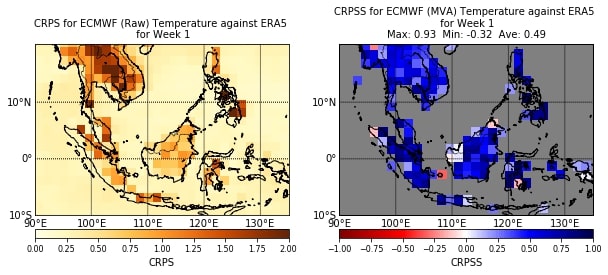 CRPS for ECMWF (Raw) Temperature against ERA5
for Week 1
10°N
0°
10°S
90°E 100°E 110°E 120°E 130°E
0.00 0.25 0.50 0.75 1.00 1.25 1.50 1.75 2.00
CRPS
CRPSS for ECMWF (MVA) Temperature against ERA5
for Week 1
Max: 0.93 Min: -0.32 Ave: 0.49
10°N
0°
10°S
90°E 100°E 110°E 120°E 130°E
−1.00 −0.75 −0.50 −0.25 0.00 0.25 0.50 0.75 1.00
CRPSS